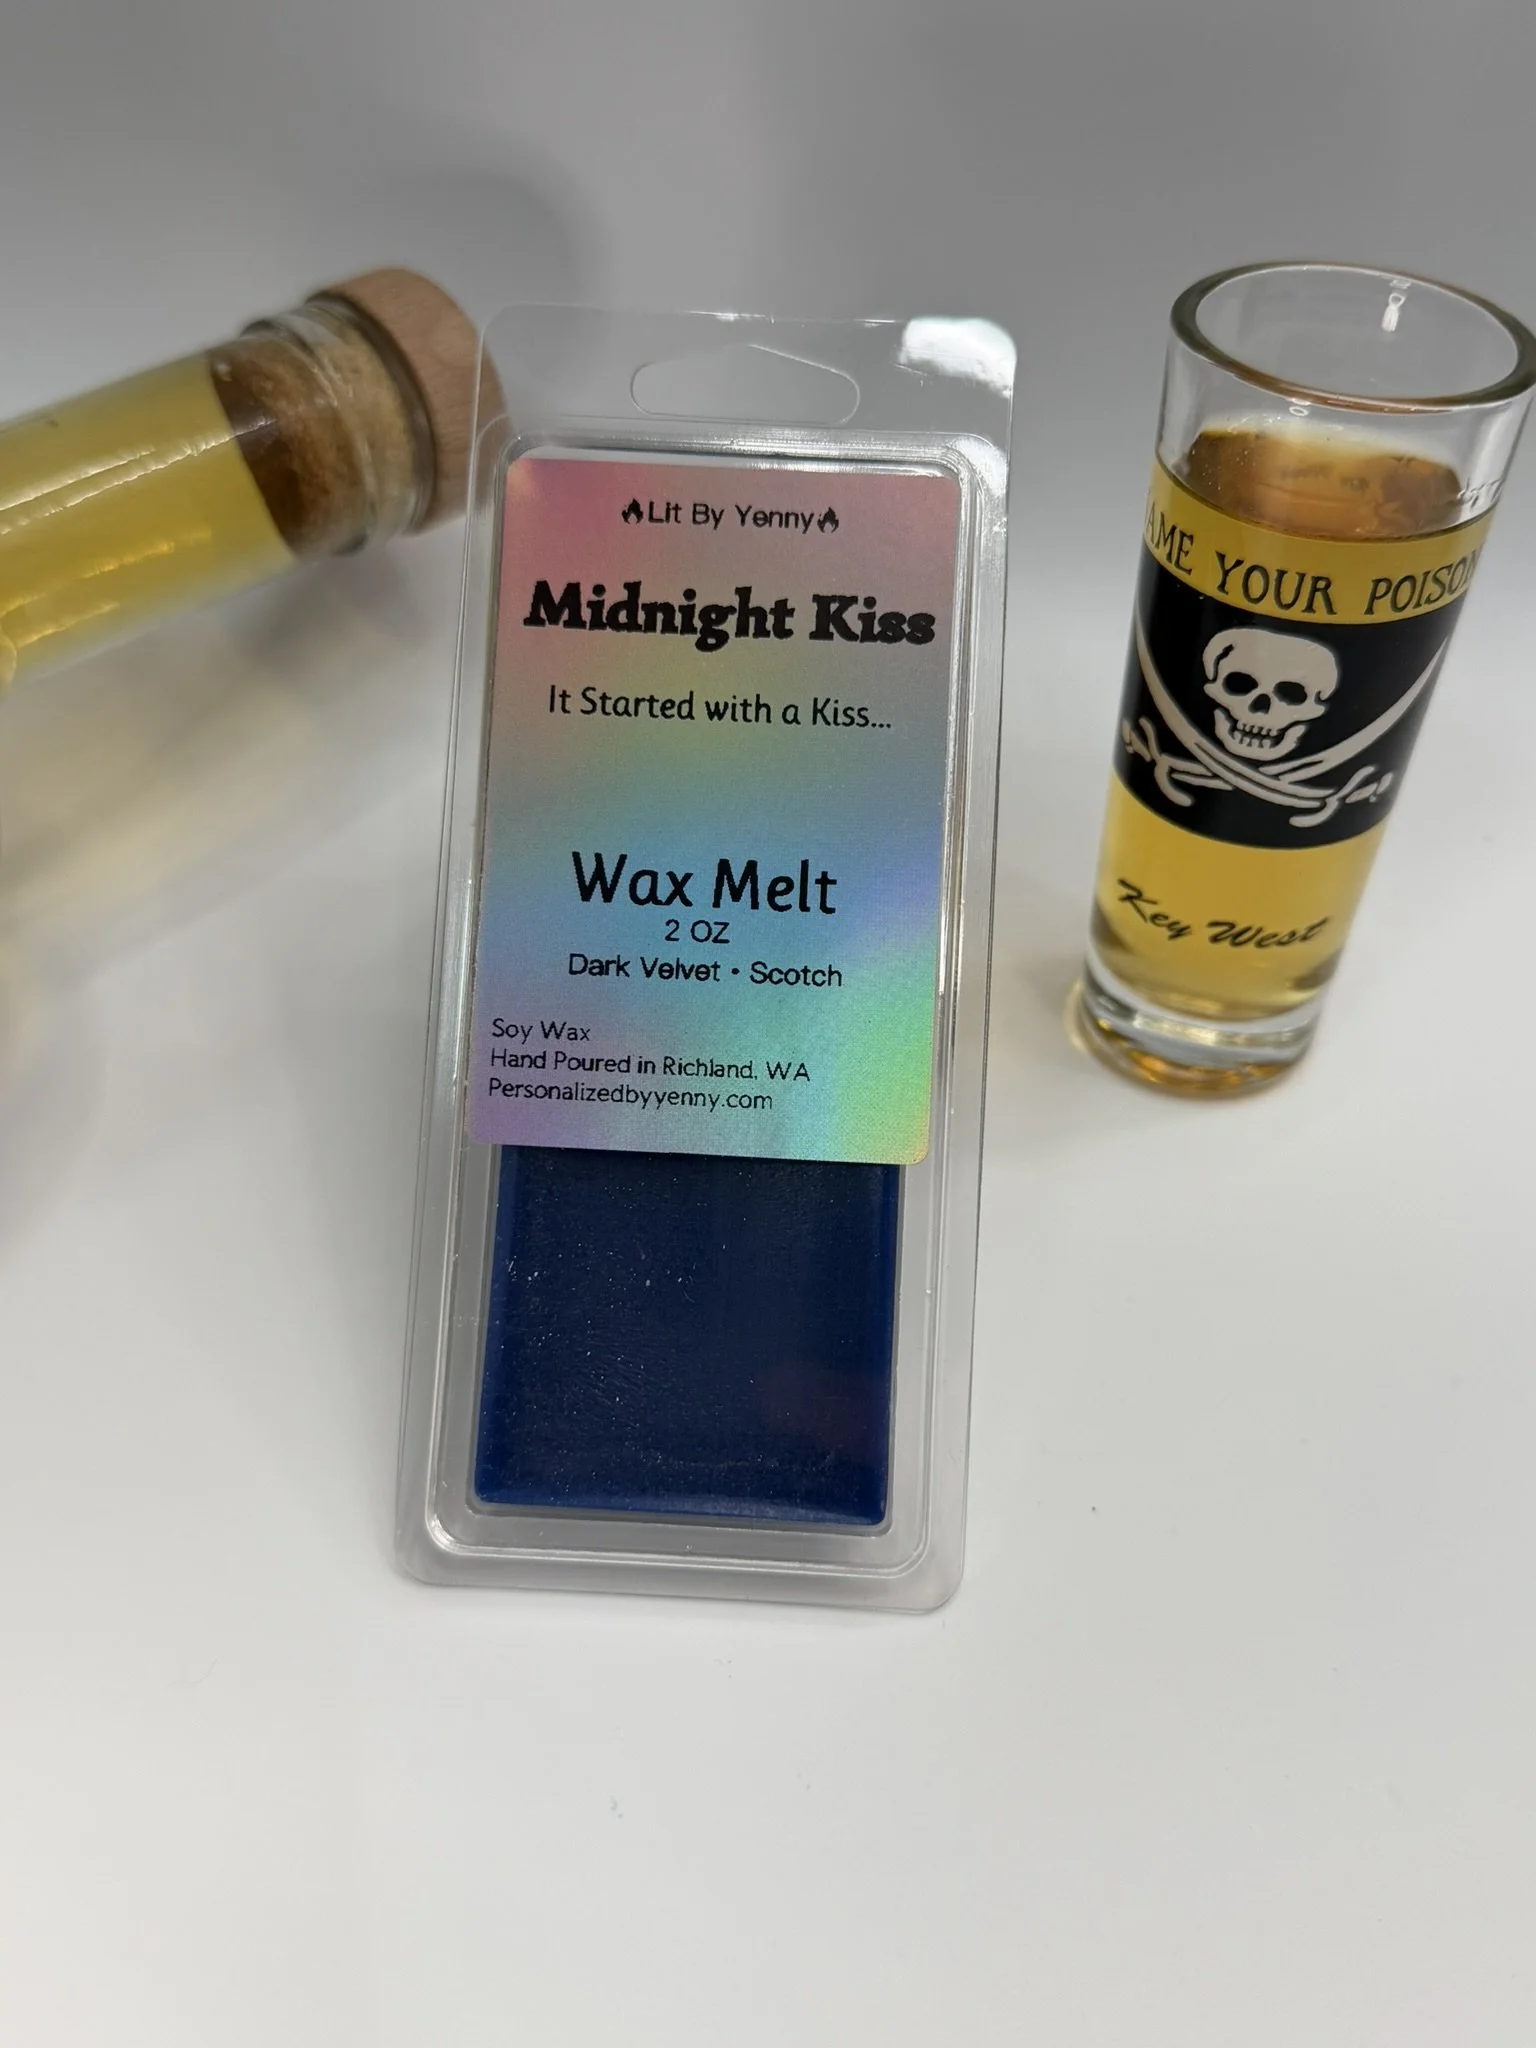 Lit By Yenny
Midnight Kiss
It Started with a Kiss...
Wax Melt
2 OZ
Dark Velvet • Scotch
Soy Wax
Hand Poured in Richland, WA
Personalizedbyyenny.com
AME YOUR POISON
Key West